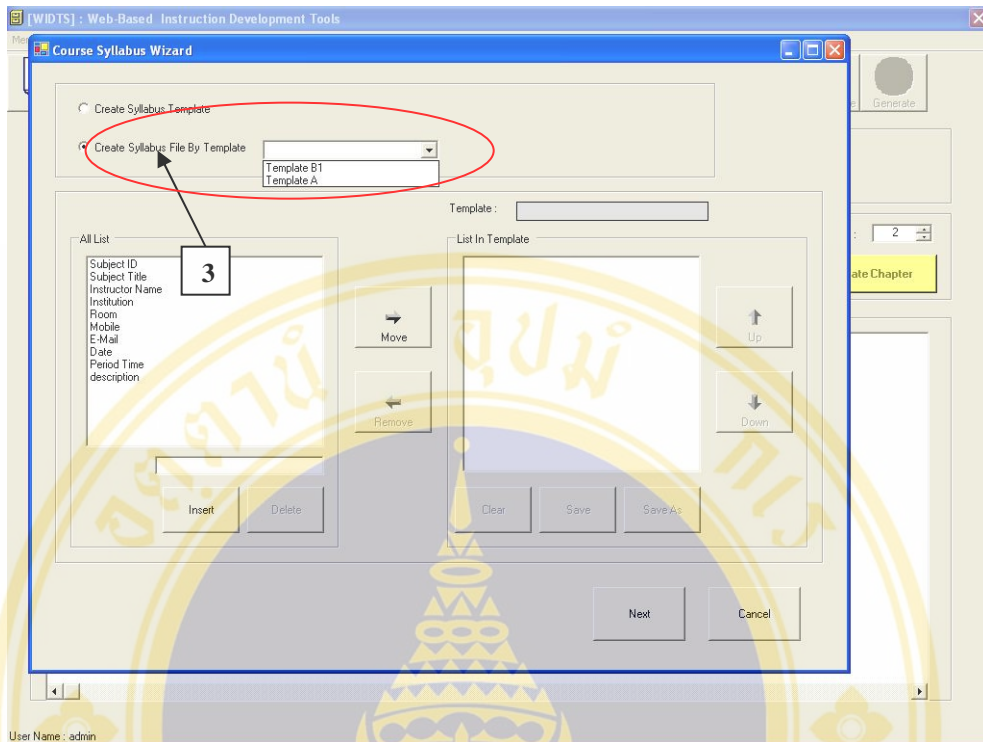 [WIDTS] : Web-Based Instruction Development Tools
Course Syllabus Wizard
Create Syllabus Template
Generate
Create Syllabus File By Template
Template B1
Template A
Template :
: 2
All List
List In Template
ate Chapter
3
Subject ID
Subject Title
Instructor Name
Institution
Room
Mobile
E-Mail
Date
Period Time
description
Move
Up
Remove
Down
Insert
Delete
Clear
Save
Save As
Next
Cancel
User Name : admin